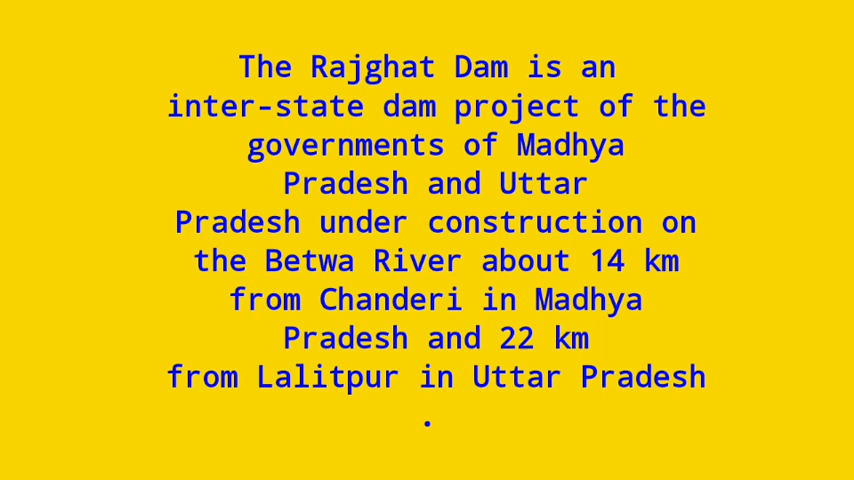 The Rajghat Dam is an
inter-state dam project of the
governments of Madhya
Pradesh and Uttar
Pradesh under construction on
the Betwa River about 14 km
from Chanderi in Madhya
Pradesh and 22 km
from Lalitpur in Uttar Pradesh
.